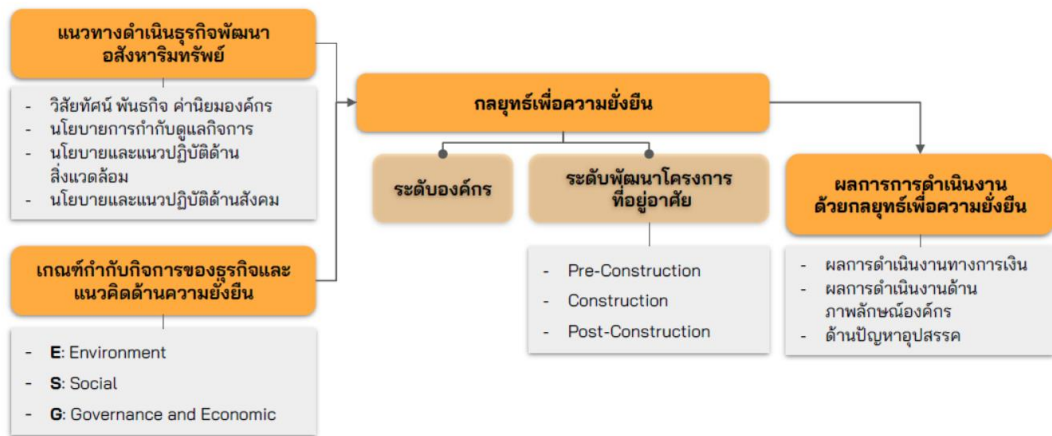 แนวทางดำเนินธุรกิจพัฒนา
อสังหาริมทรัพย์
- วิสัยทัศน์ พันธกิจ ค่านิยมองค์กร
- นโยบายการกำกับดูแลกิจการ
- นโยบายและแนวปฏิบัติด้าน
สิ่งแวดล้อม
- นโยบายและแนวปฏิบัติด้านสังคม
เกณฑ์กำกับกิจการของธุรกิจและ
แนวคิดด้านความยั่งยืน
- E: Environment
- S: Social
- G: Governance and Economic
กลยุทธ์เพื่อความยั่งยืน
ระดับองค์กร
ระดับพัฒนาโครงการ
ที่อยู่อาศัย
- Pre-Construction
- Construction
- Post-Construction
ผลการการดำเนินงาน
ด้วยกลยุทธ์เพื่อความยั่งยืน
- ผลการดำเนินงานทางการเงิน
- ผลการดำเนินงานด้าน
ภาพลักษณ์องค์กร
- ด้านปัญหาอุปสรรค